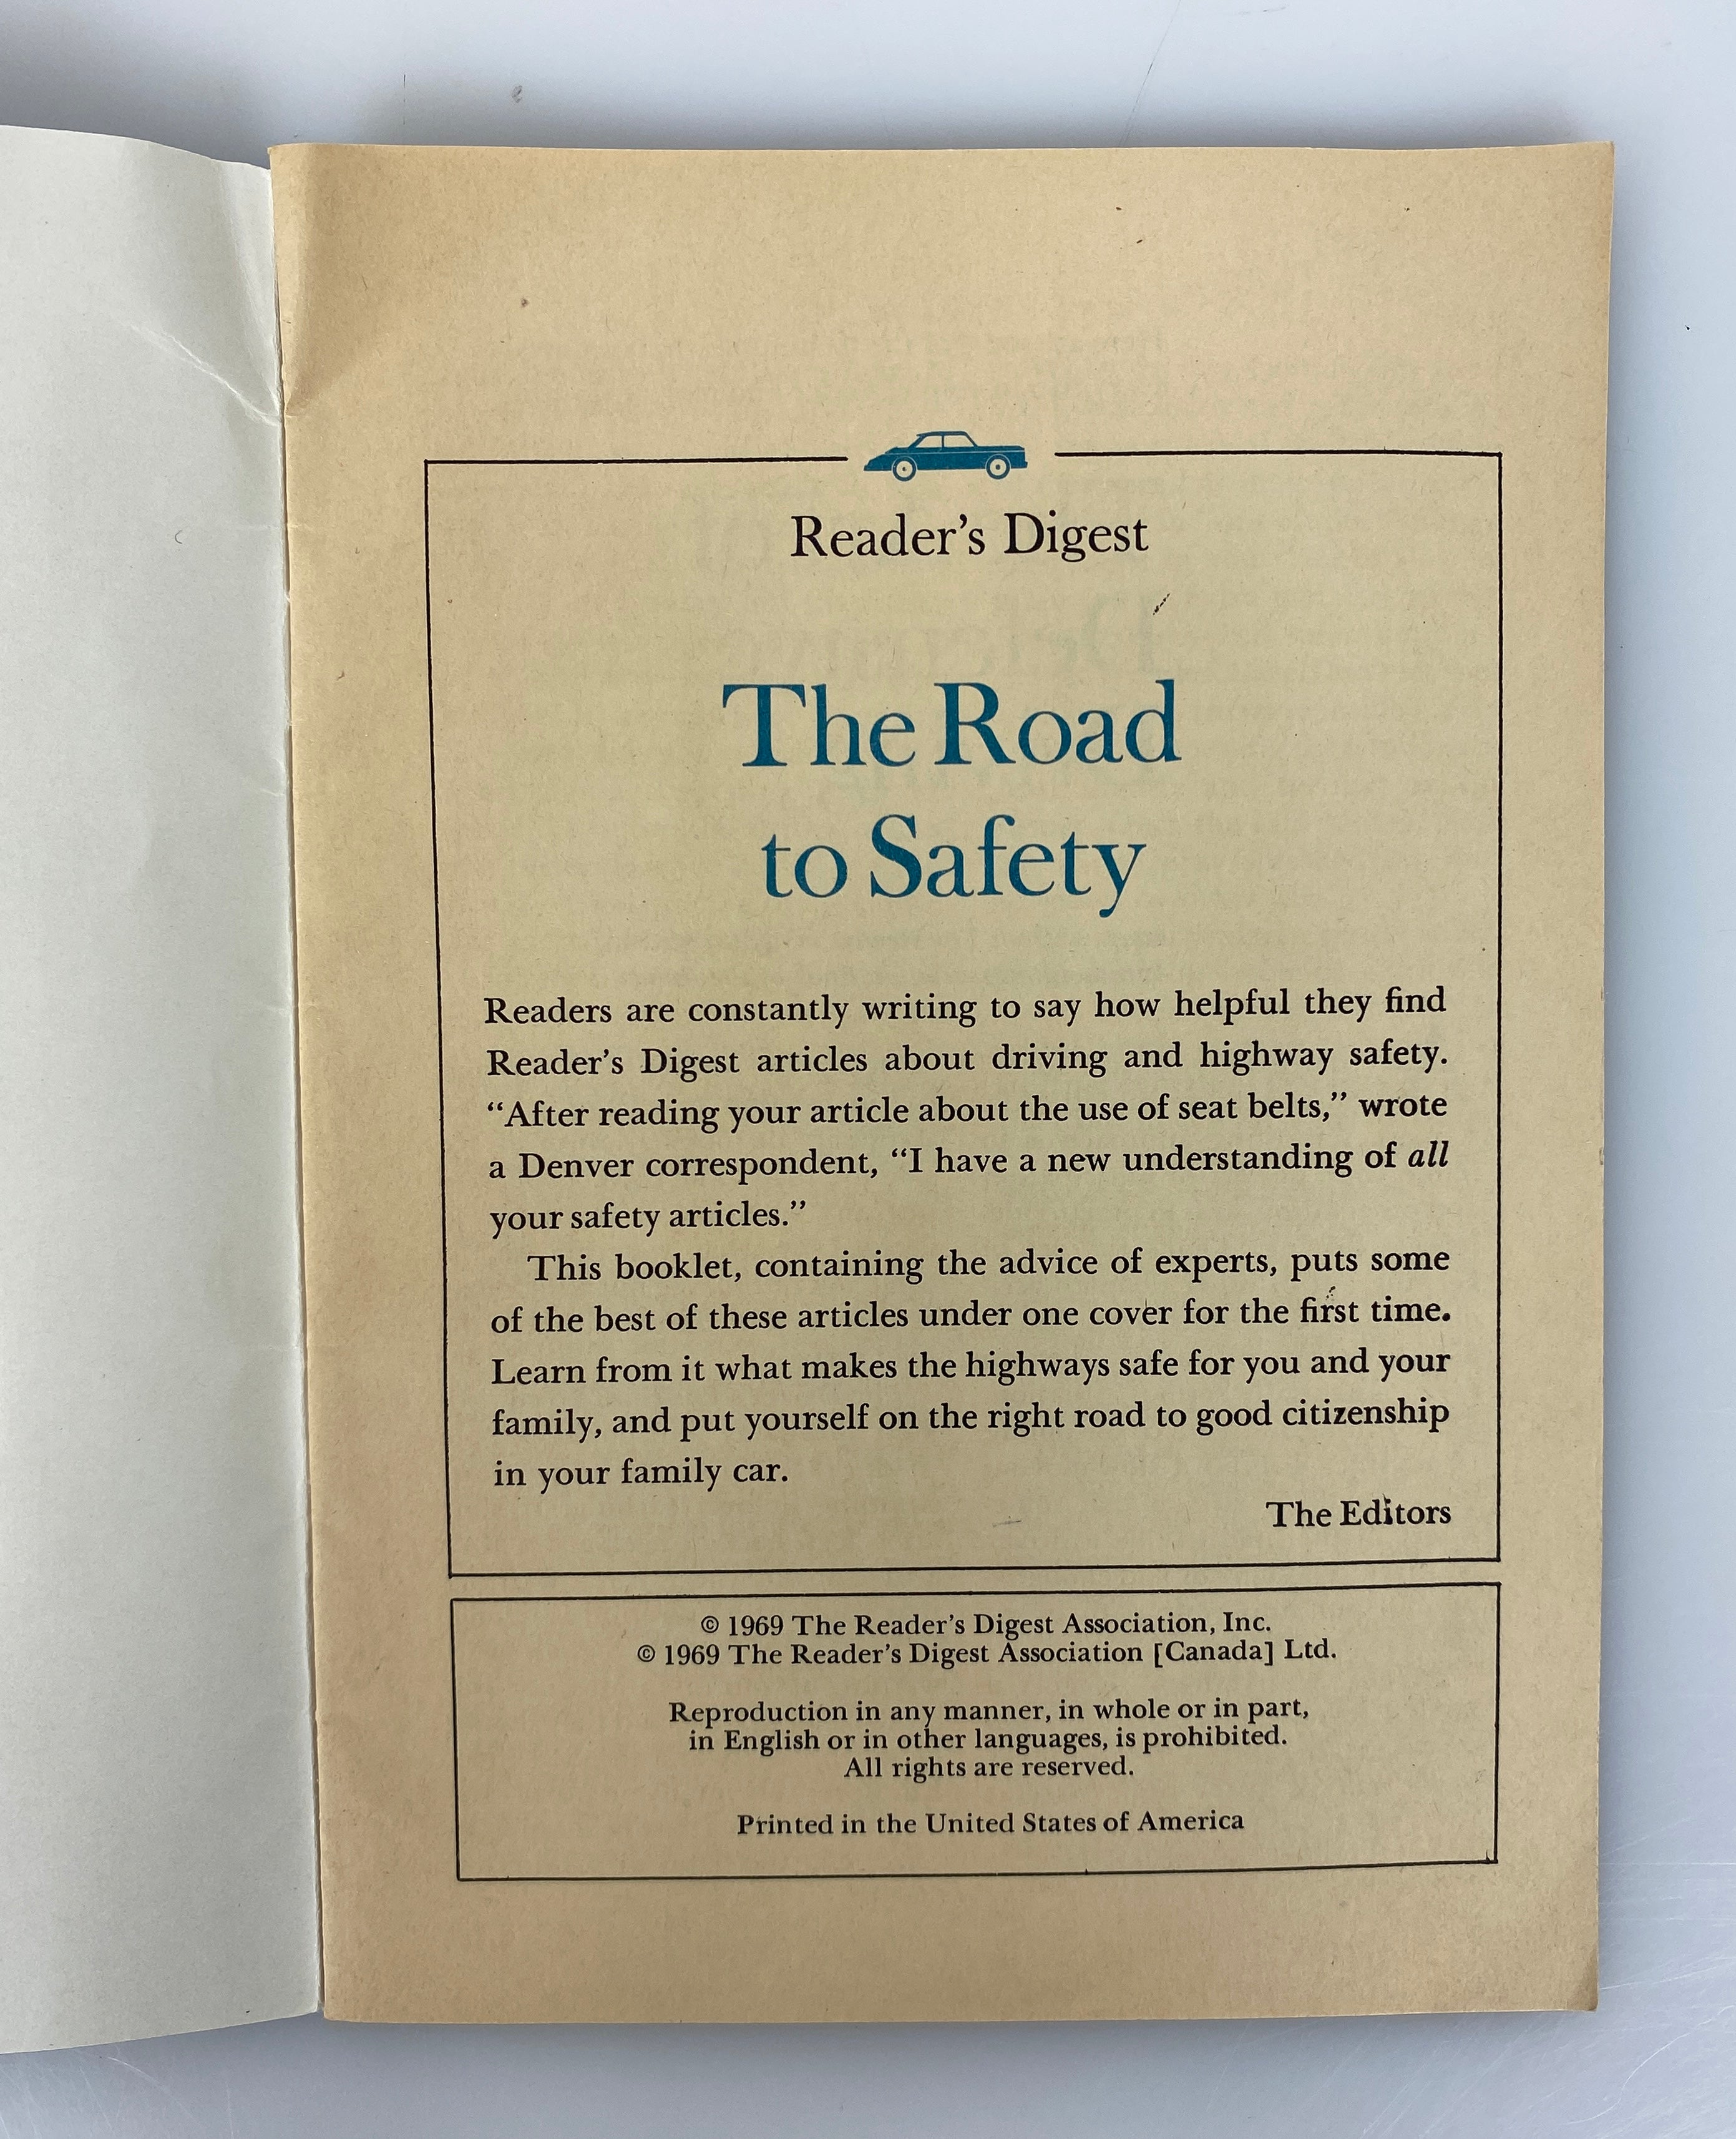 Reader’s Digest
The Road
to Safety
Readers are constantly writing to say how helpful they find
Reader’s Digest articles about driving and highway safety.
“After reading your article about the use of seat belts,” wrote
a Denver correspondent, “I have a new understanding of all
your safety articles.”
This booklet, containing the advice of experts, puts some
of the best of these articles under one cover for the first time.
Learn from it what makes the highways safe for you and your
family, and put yourself on the right road to good citizenship
in your family car.
The Editors
© 1969 The Reader’s Digest Association, Inc.
© 1969 The Reader’s Digest Association [Canada] Ltd.
Reproduction in any manner, in whole or in part,
in English or in other languages, is prohibited.
All rights are reserved.
Printed in the United States of America